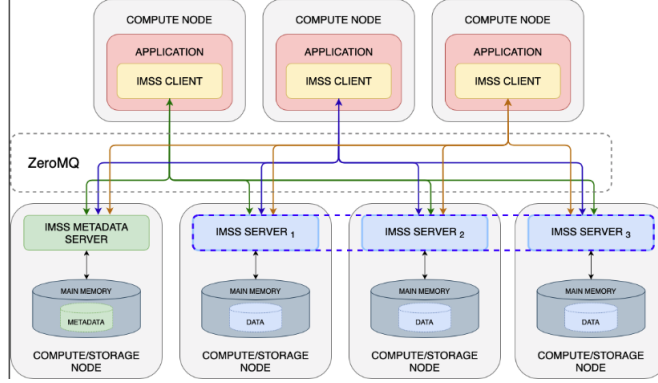 COMPUTE NODE
COMPUTE NODE
COMPUTE NODE
APPLICATION
APPLICATION
APPLICATION
IMSS CLIENT
IMSS CLIENT
IMSS CLIENT
ZeroMQ
IMSS METADATA
SERVER
IMSS SERVER 1
IMSS SERVER 2
IMSS SERVER 3
MAIN MEMORY
MAIN MEMORY
MAIN MEMORY
MAIN MEMORY
METADATA
DATA
DATA
DATA
COMPUTE/STORAGE
NODE
COMPUTE/STORAGE
NODE
COMPUTE/STORAGE
NODE
COMPUTE/STORAGE
NODE